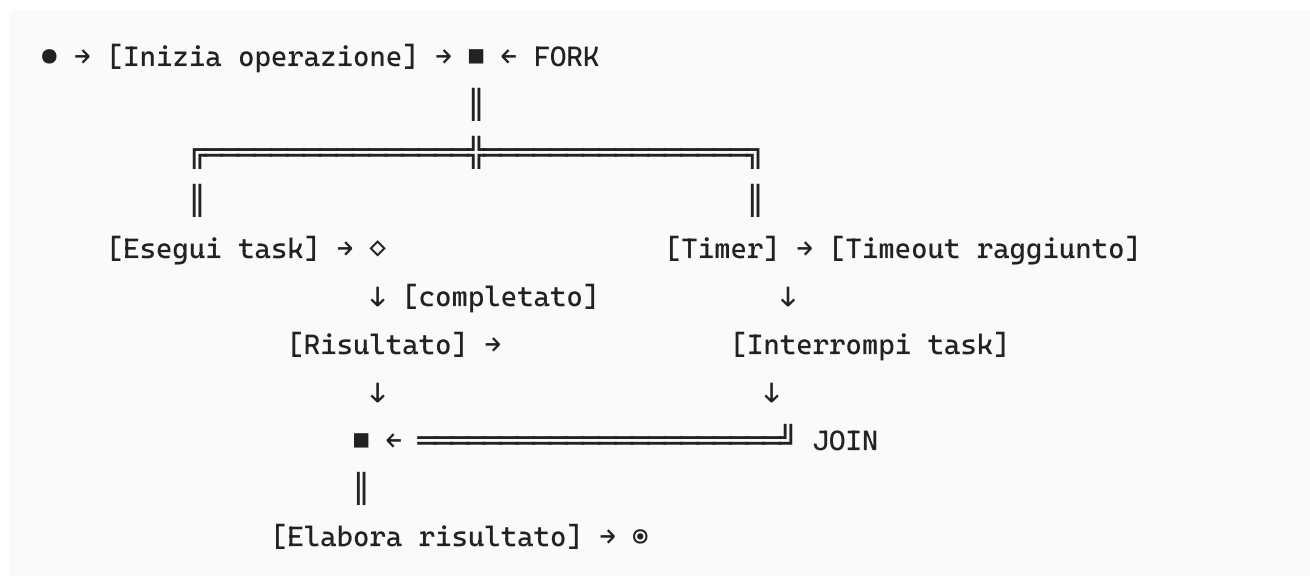 ● → [Inizia operazione] → ■ ← FORK
║
╔════════════════╬════════════════╗
║ ║
[Esegui task] → ◇ [Timer] → [Timeout raggiunto]
↓ [completato] ↓
[Risultato] → [Interrompi task]
↓ ↓
■ ← ══════════════════════╝ JOIN
║
[Elabora risultato] → ⊙